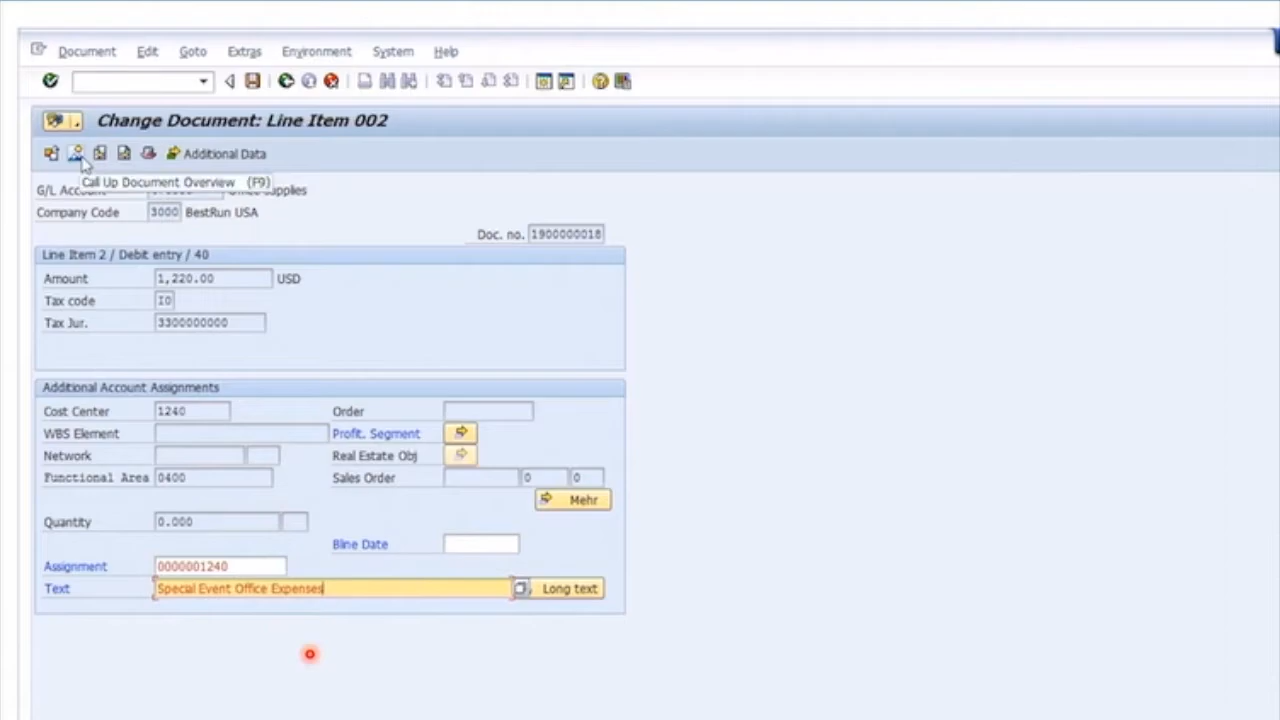 Document Edit Goto Extras Environment System Help
Change Document: Line Item 002
Additional Data
Call Up Document Overview (F9)
G/L Account
Company Code 3000 BestRun USA
Doc. no. 1900000018
Line Item 2 / Debit entry / 40
Amount 1,220.00 USD
Tax code I0
Tax Jur. 3300000000
Additional Account Assignments
Cost Center 1240 Order
WBS Element Profit. Segment
Network Real Estate Obj
Functional Area 0400 Sales Order 0 0
Mehr
Quantity 0.000
Bline Date
Assignment 0000001240
Text Special Event Office Expenses Long text